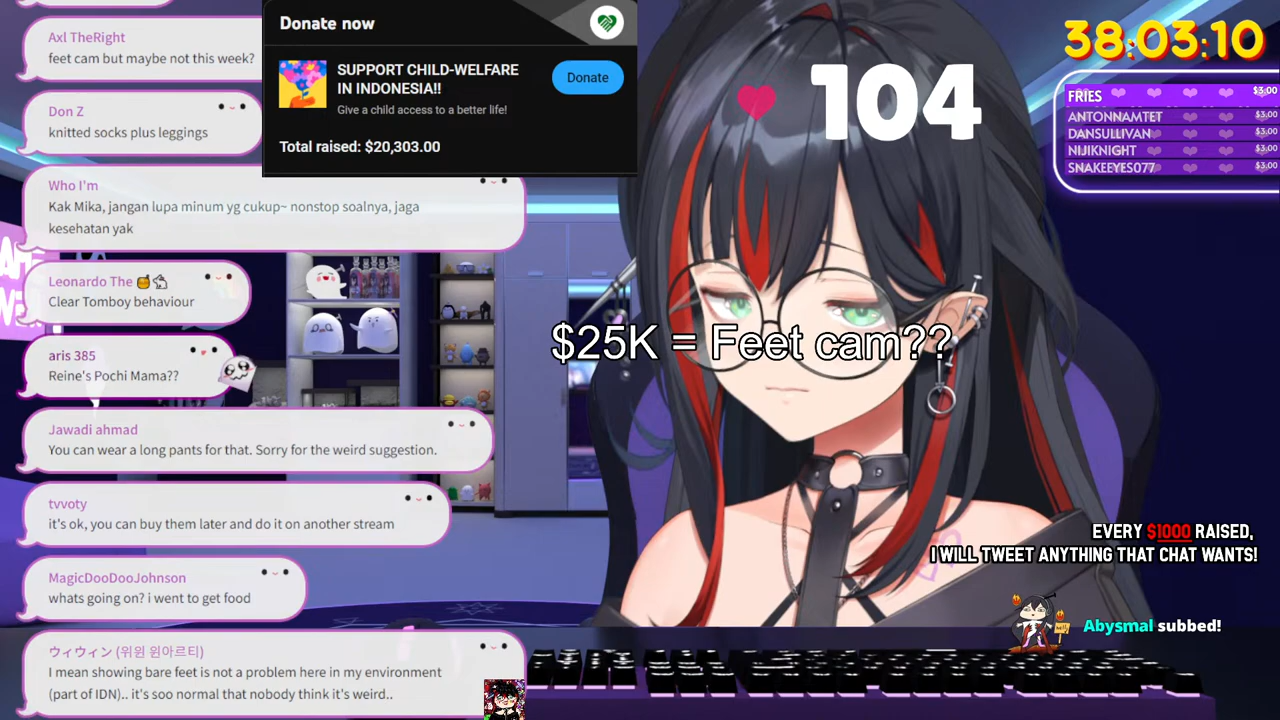 Axl TheRight
feet cam but maybe not this week?
Don Z
knitted socks plus leggings
Who I'm
Kak Mika, jangan lupa minum yg cukup~ nonstop soalnya, jaga
kesehatan yak
Leonardo The 🍯🐿
Clear Tomboy behaviour
aris 385
Reine's Pochi Mama??
Jawadi ahmad
You can wear a long pants for that. Sorry for the weird suggestion.
tvvoty
it's ok, you can buy them later and do it on another stream
MagicDooDooJohnson
whats going on? i went to get food
ウィウィン (위윈 윈아르티)
I mean showing bare feet is not a problem here in my environment
(part of IDN).. it's soo normal that nobody think it's weird..
Donate now
SUPPORT CHILD-WELFARE
IN INDONESIA!!
Give a child access to a better life!
Donate
Total raised: $20,303.00
104
$25K = Feet cam??
38:03:10
FRIES $3.00
ANTONNAMTET $3.00
DANSULLIVAN $3.00
NIJIKNIGHT $3.00
SNAKEEYES077 $3.00
EVERY $1000 RAISED,
I WILL TWEET ANYTHING THAT CHAT WANTS!
Abysmal subbed!